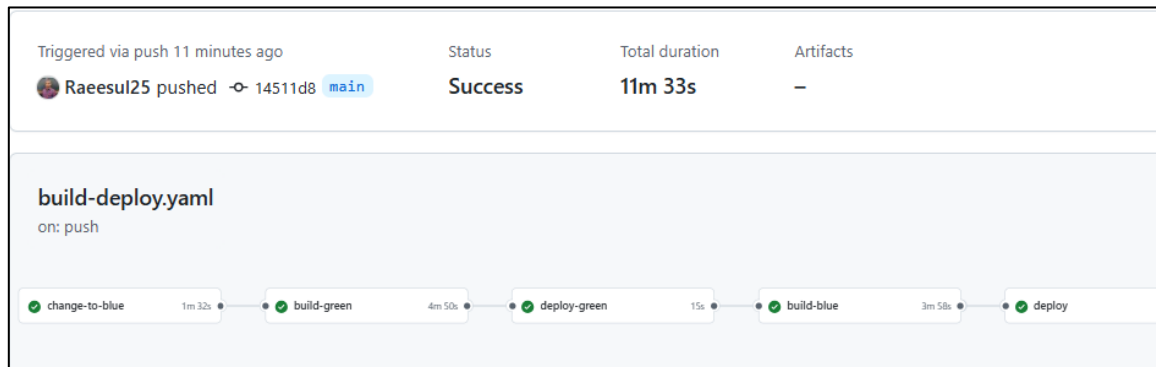 Triggered via push 11 minutes ago
Status
Total duration
Artifacts
Raeesul25 pushed 14511d8 main
Success
11m 33s
–
build-deploy.yaml
on: push
change-to-blue 1m 32s
build-green 4m 50s
deploy-green 15s
build-blue 3m 58s
deploy